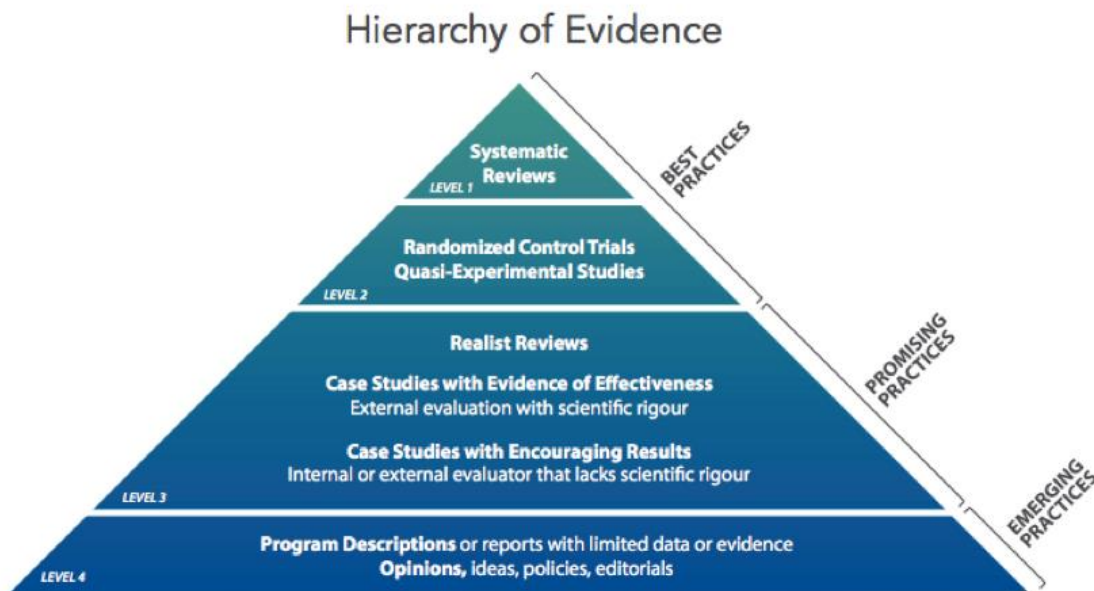 Hierarchy of Evidence
Systematic
Reviews
LEVEL 1
BEST
PRACTICES
Randomized Control Trials
Quasi-Experimental Studies
LEVEL 2
Realist Reviews
Case Studies with Evidence of Effectiveness
External evaluation with scientific rigour
Case Studies with Encouraging Results
Internal or external evaluator that lacks scientific rigour
LEVEL 3
PROMISING
PRACTICES
Program Descriptions or reports with limited data or evidence
Opinions, ideas, policies, editorials
LEVEL 4
EMERGING
PRACTICES